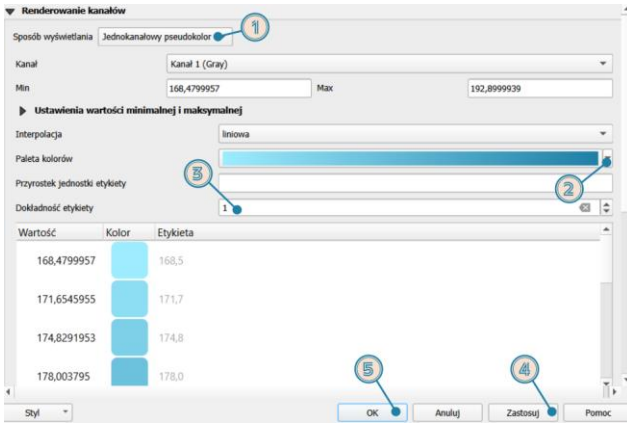 Renderowanie kanałów
Sposób wyświetlania Jednokanałowy pseudokolor 1
Kanał Kanał 1 (Gray)
Min 168,4799957 Max 192,8999939
Ustawienia wartości minimalnej i maksymalnej
Interpolacja liniowa
Paleta kolorów
3 2
Przyrostek jednostki etykiety
Dokładność etykiety 1
Wartość Kolor Etykieta
168,4799957 168,5
171,6545955 171,7
174,8291953 174,8
178,003795 178,0
5 4
Styl OK Anuluj Zastosuj Pomoc